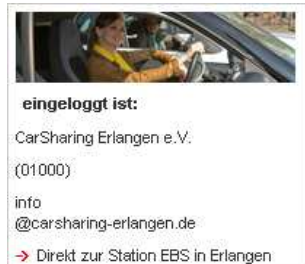 eingeloggt ist:
CarSharing Erlangen e.V.
(01000)
info
@carsharing-erlangen.de
→ Direkt zur Station EBS in Erlangen